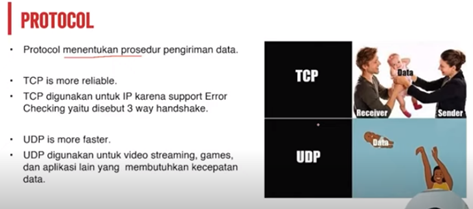 PROTOCOL
• Protocol menentukan prosedur pengiriman data.
• TCP is more reliable.
• TCP digunakan untuk IP karena support Error
Checking yaitu disebut 3 way handshake.
• UDP is more faster.
• UDP digunakan untuk video streaming, games,
dan aplikasi lain yang membutuhkan kecepatan
data.
TCP
Data
Receiver
Sender
UDP
Data